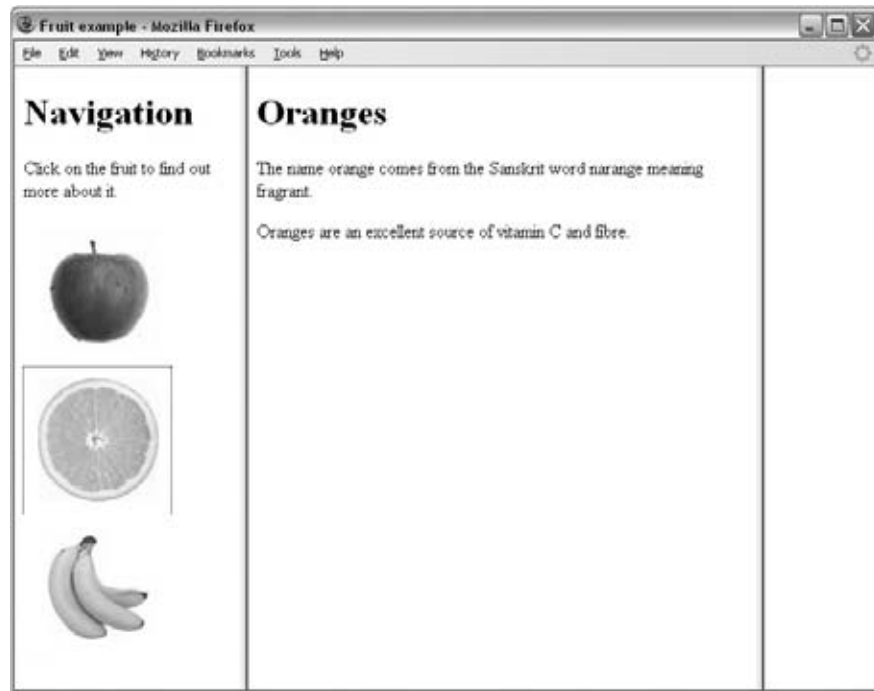 Fruit example - Mozilla Firefox
File Edit View History Bookmarks Tools Help
Navigation
Click on the fruit to find out
more about it.
Oranges
The name orange comes from the Sanskrit word narange meaning
fragrant.
Oranges are an excellent source of vitamin C and fibre.